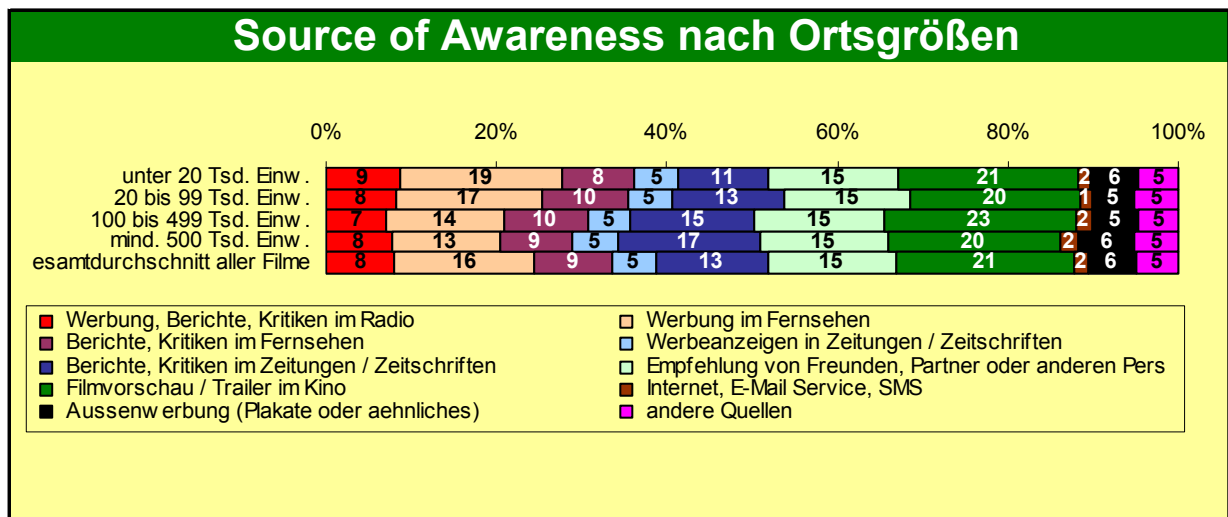 Source of Awareness nach Ortsgrößen
0% 20% 40% 60% 80% 100%
unter 20 Tsd. Einw. 9 19 8 5 11 15 21 2 6 5
20 bis 99 Tsd. Einw. 8 17 10 5 13 15 20 1 5 5
100 bis 499 Tsd. Einw. 7 14 10 5 15 15 23 2 5 5
mind. 500 Tsd. Einw. 8 13 9 5 17 15 20 2 6 5
esamtdurchschnitt aller Filme 8 16 9 5 13 15 21 2 6 5
Werbung, Berichte, Kritiken im Radio Werbung im Fernsehen
Berichte, Kritiken im Fernsehen Werbeanzeigen in Zeitungen / Zeitschriften
Berichte, Kritiken im Zeitungen / Zeitschriften Empfehlung von Freunden, Partner oder anderen Pers
Filmvorschau / Trailer im Kino Internet, E-Mail Service, SMS
Aussenwerbung (Plakate oder aehnliches) andere Quellen